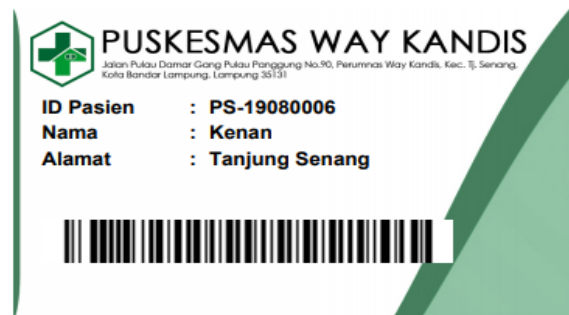 PUSKESMAS WAY KANDIS
Jalan Pulau Damar Gang Pulau Panggung No.90, Perumnas Way Kandis, Kec. Tj. Senang,
Kota Bandar Lampung, Lampung 35131
ID Pasien : PS-19080006
Nama : Kenan
Alamat : Tanjung Senang